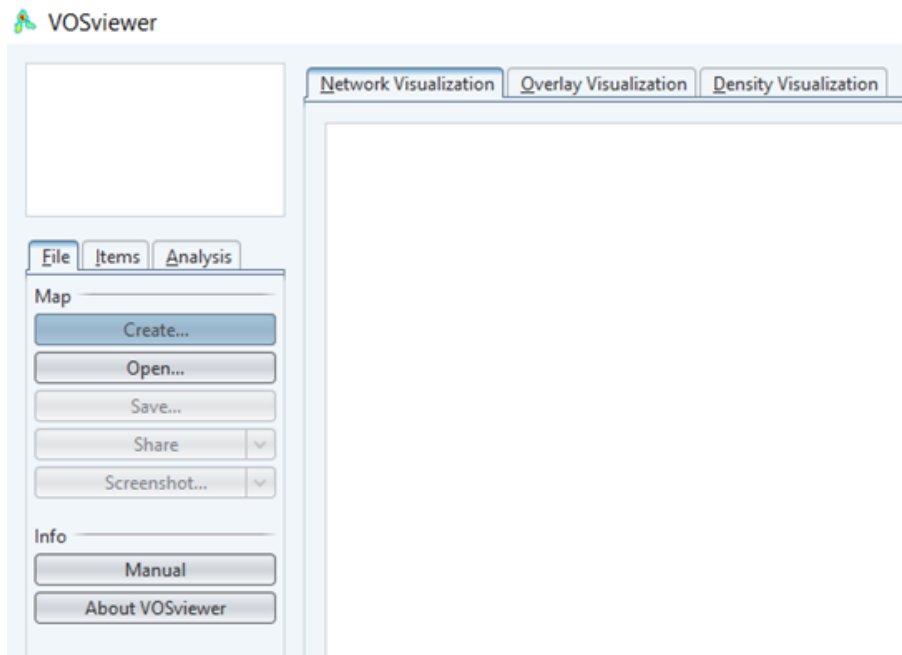 VOSviewer
Network Visualization Overlay Visualization Density Visualization
File Items Analysis
Map
Create...
Open...
Save...
Share
Screenshot...
Info
Manual
About VOSviewer